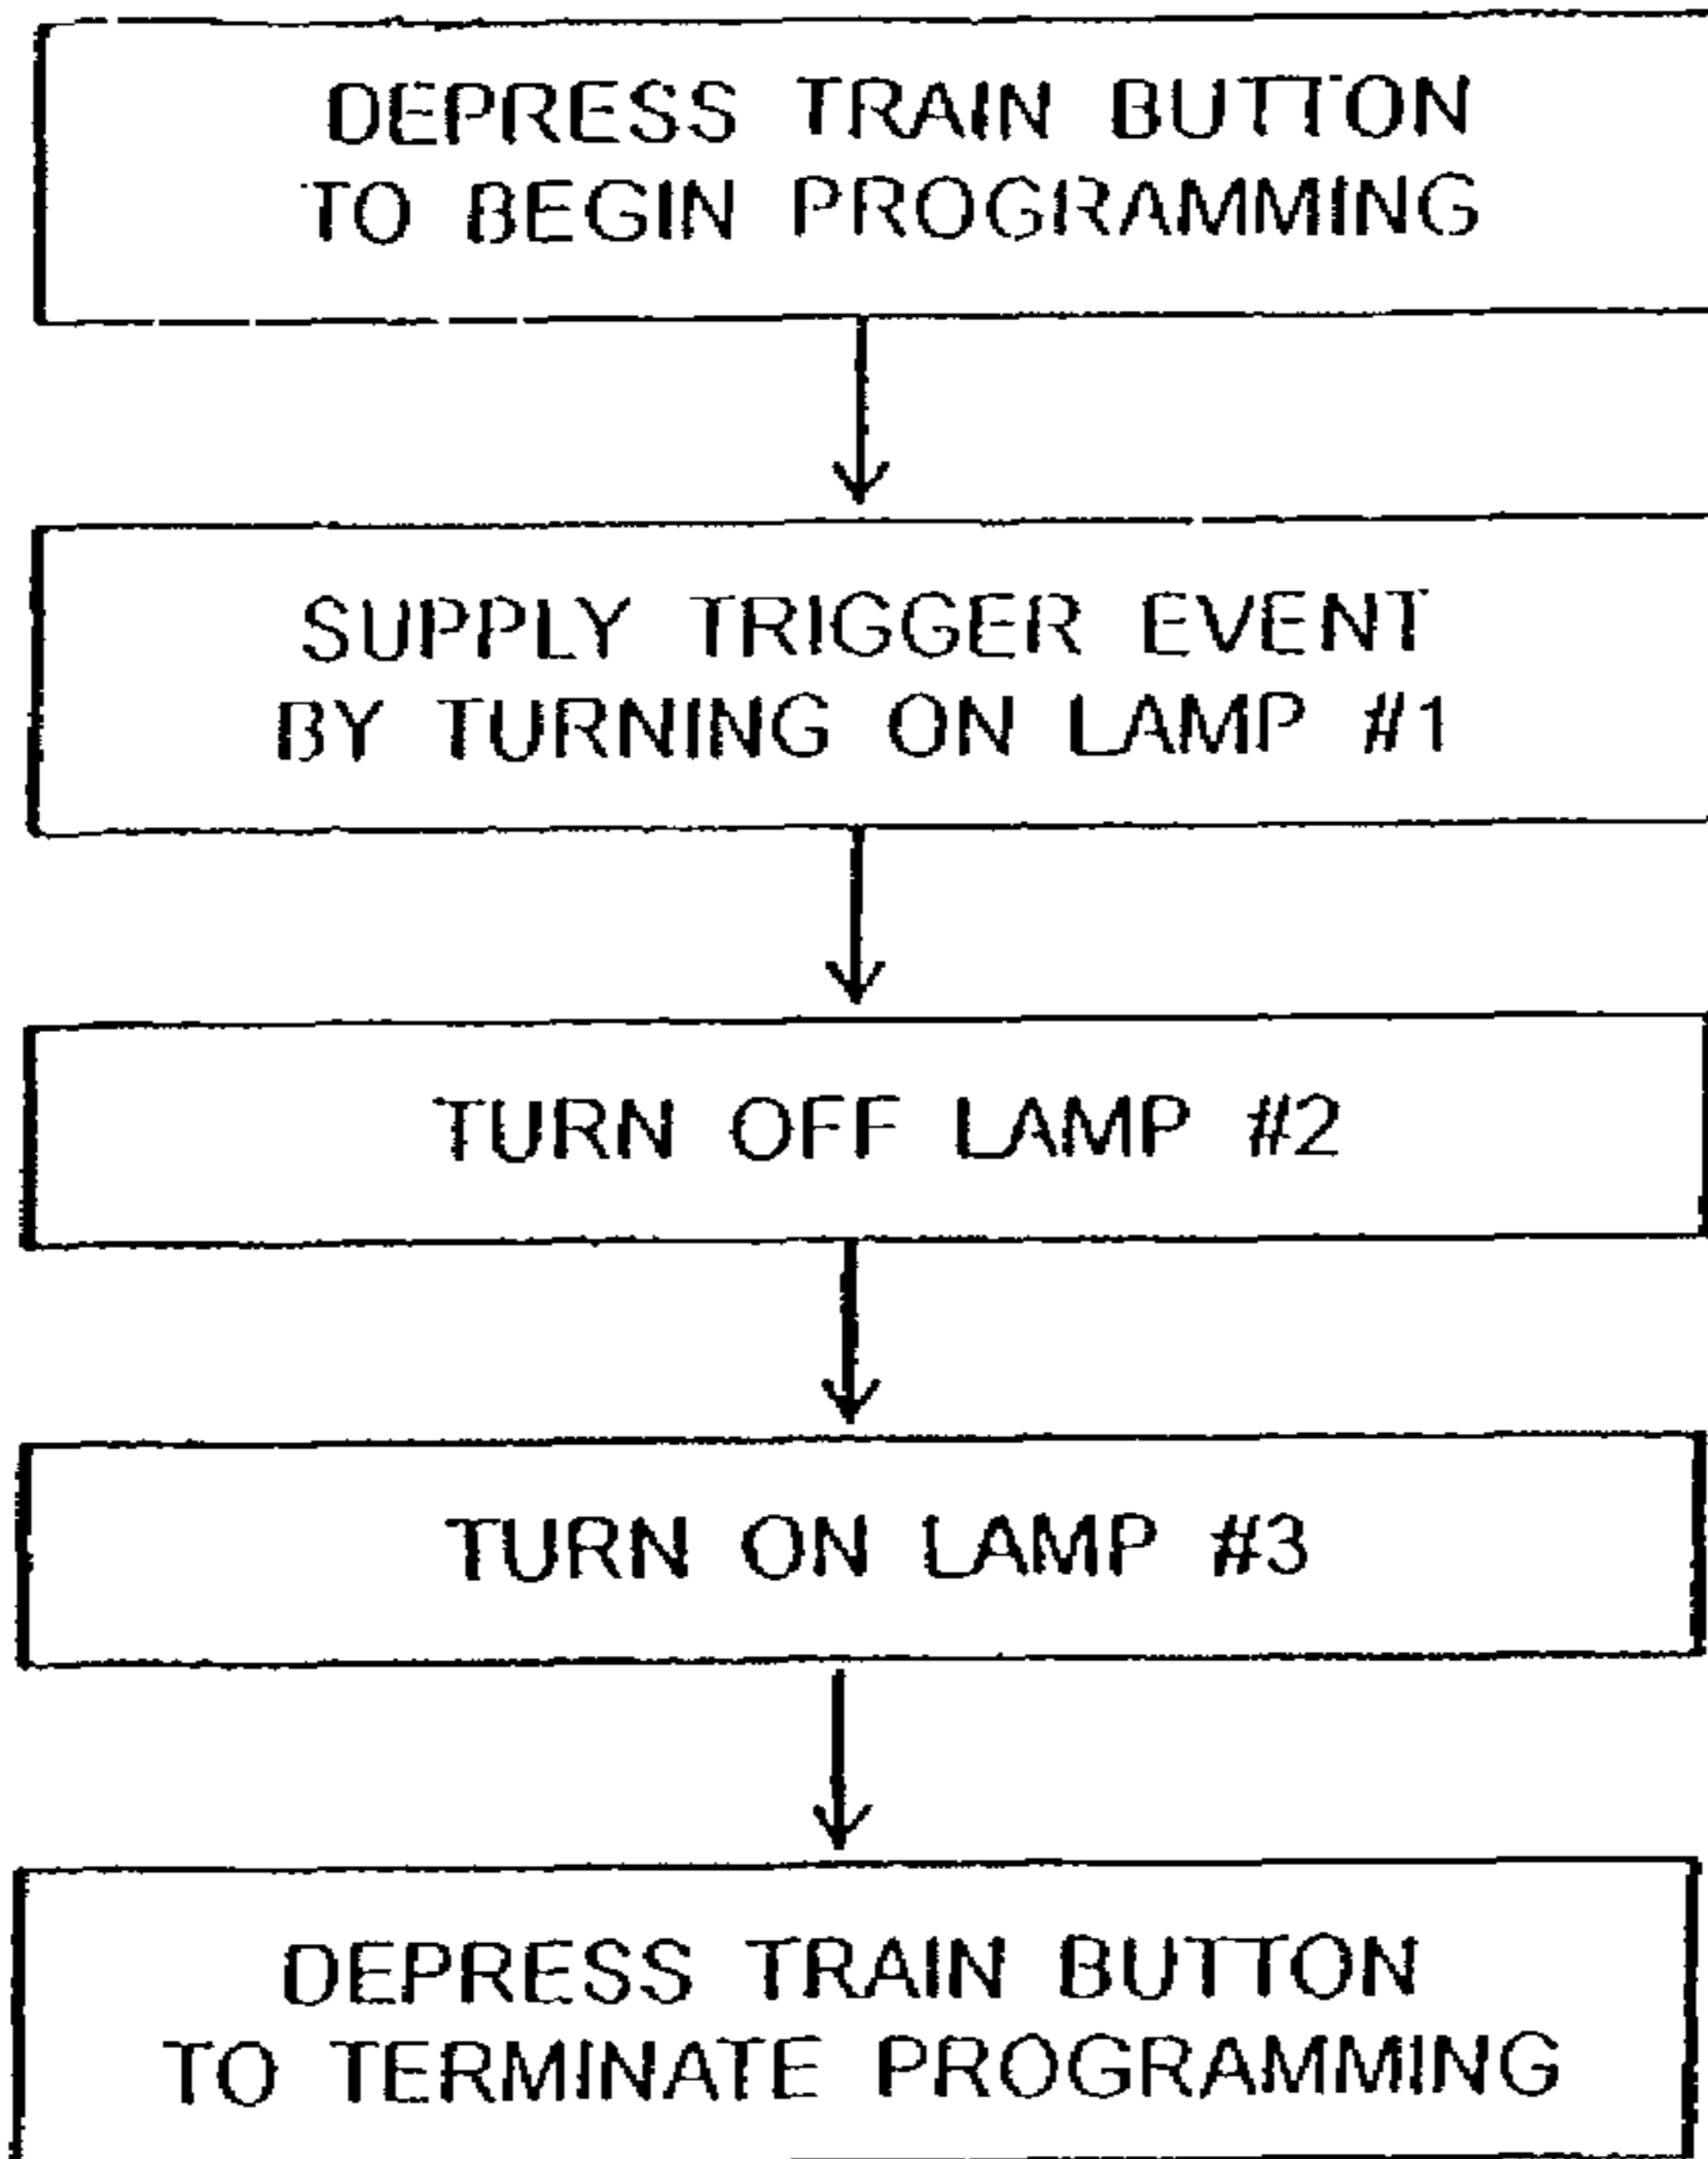 DEPRESS TRAIN BUTTON
TO BEGIN PROGRAMMING
SUPPLY TRIGGER EVENT
BY TURNING ON LAMP #1
TURN OFF LAMP #2
TURN ON LAMP #3
DEPRESS TRAIN BUTTON
TO TERMINATE PROGRAMMING